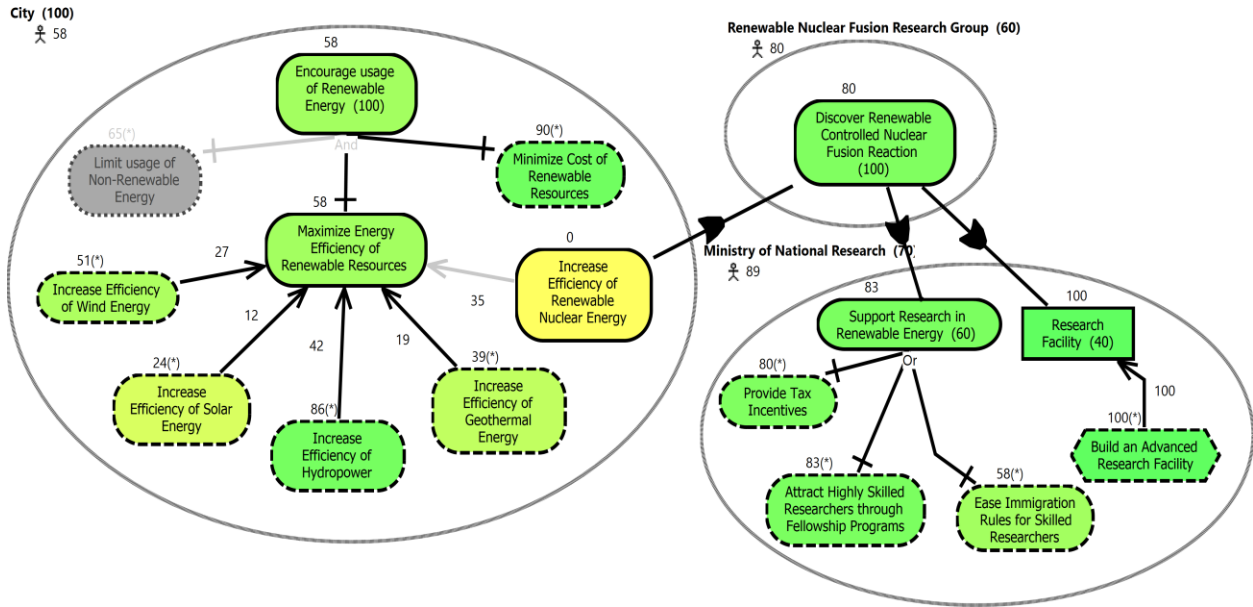 City (100)
58
58
Encourage usage
of Renewable
Energy (100)
65(*)
Limit usage of
Non-Renewable
Energy
And
90(*)
Minimize Cost of
Renewable
Resources
58
Maximize Energy
Efficiency of
Renewable Resources
51(*)
Increase Efficiency
of Wind Energy
27
24(*)
Increase
Efficiency of Solar
Energy
12
86(*)
Increase
Efficiency of
Hydropower
42
39(*)
Increase
Efficiency of
Geothermal
Energy
19
0
Increase
Efficiency of
Renewable
Nuclear Energy
35
Renewable Nuclear Fusion Research Group (60)
80
80
Discover Renewable
Controlled Nuclear
Fusion Reaction
(100)
Ministry of National Research (70)
89
83
Support Research in
Renewable Energy (60)
Or
80(*)
Provide Tax
Incentives
83(*)
Attract Highly Skilled
Researchers through
Fellowship Programs
58(*)
Ease Immigration
Rules for Skilled
Researchers
100
Research
Facility (40)
100
100(*)
Build an Advanced
Research Facility